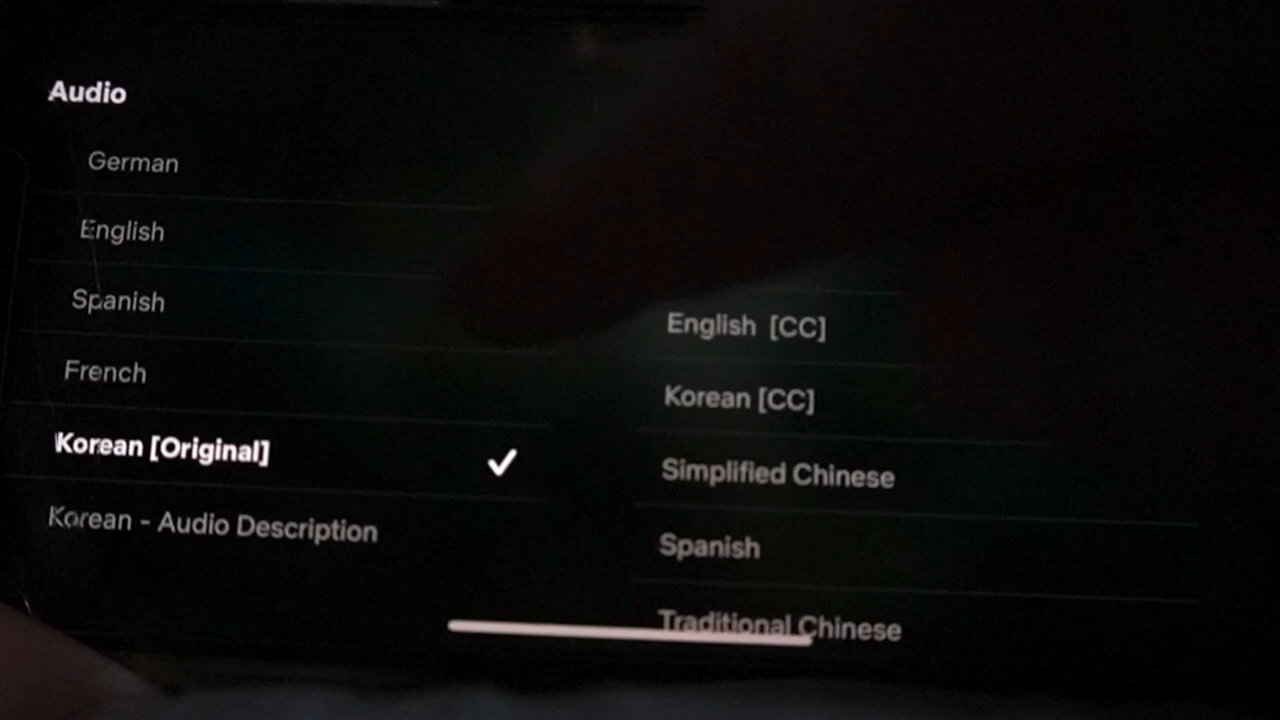 Audio
German
English
Spanish
French
Korean [Original]
Korean - Audio Description
English [CC]
Korean [CC]
Simplified Chinese
Spanish
Traditional Chinese